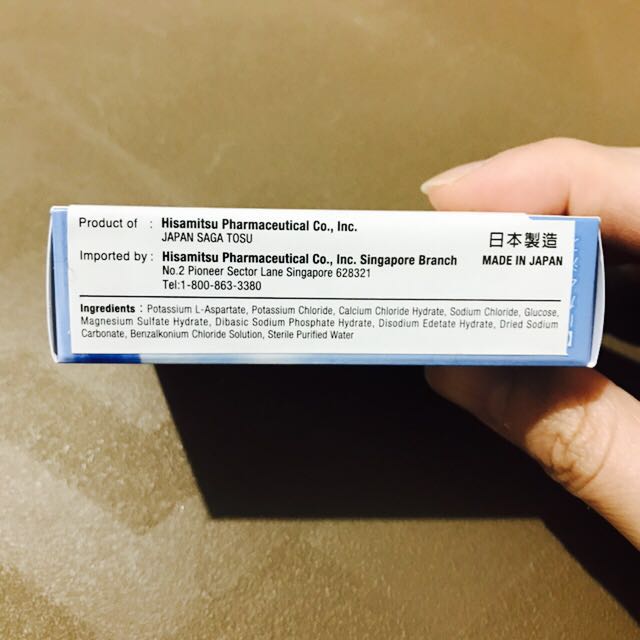 Product of : Hisamitsu Pharmaceutical Co., Inc.
JAPAN SAGA TOSU
Imported by : Hisamitsu Pharmaceutical Co., Inc. Singapore Branch
No.2 Pioneer Sector Lane Singapore 628321
Tel:1-800-863-3380
日本製造
MADE IN JAPAN
Ingredients : Potassium L-Aspartate, Potassium Chloride, Calcium Chloride Hydrate, Sodium Chloride, Glucose,
Magnesium Sulfate Hydrate, Dibasic Sodium Phosphate Hydrate, Disodium Edetate Hydrate, Dried Sodium
Carbonate, Benzalkonium Chloride Solution, Sterile Purified Water